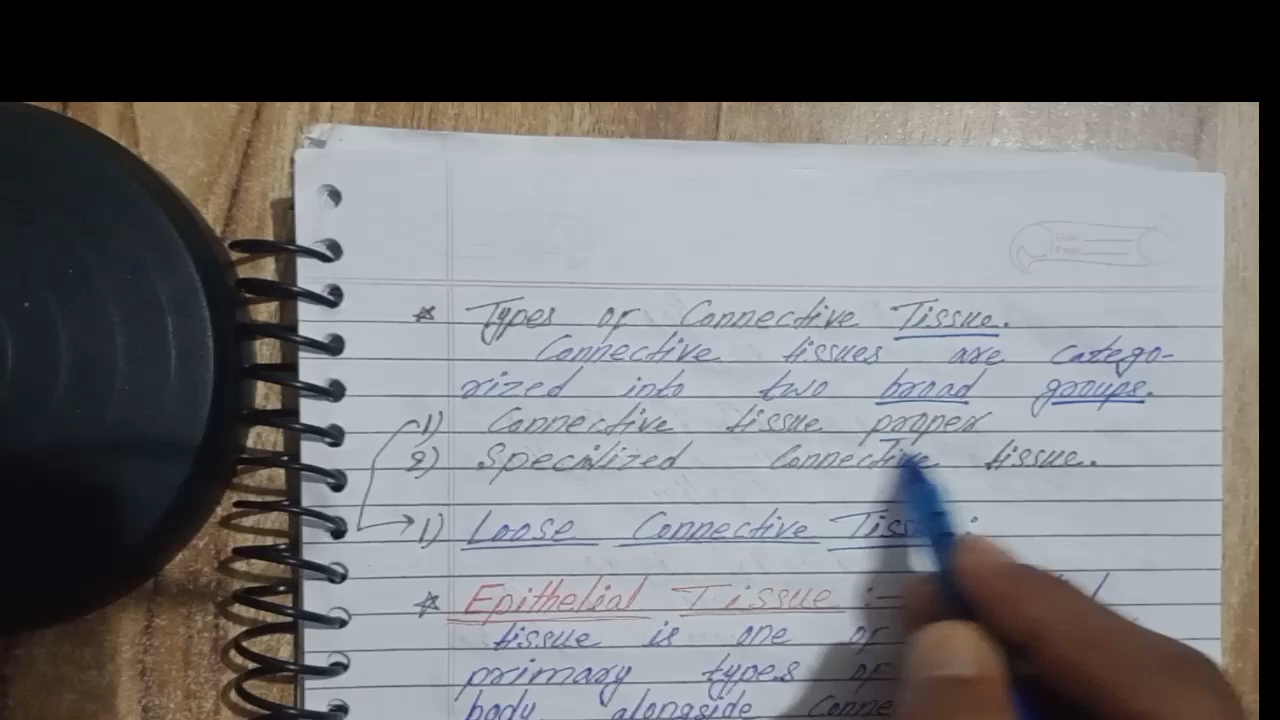 * Types of Connective Tissue.
Connective tissues are catego-
rized into two broad groups.
1) Connective tissue proper
2) Specilized Connective tissue.
→1) Loose Connective :
* Epithelial Tissue :-
tissue is one of
primary types of
body alongside